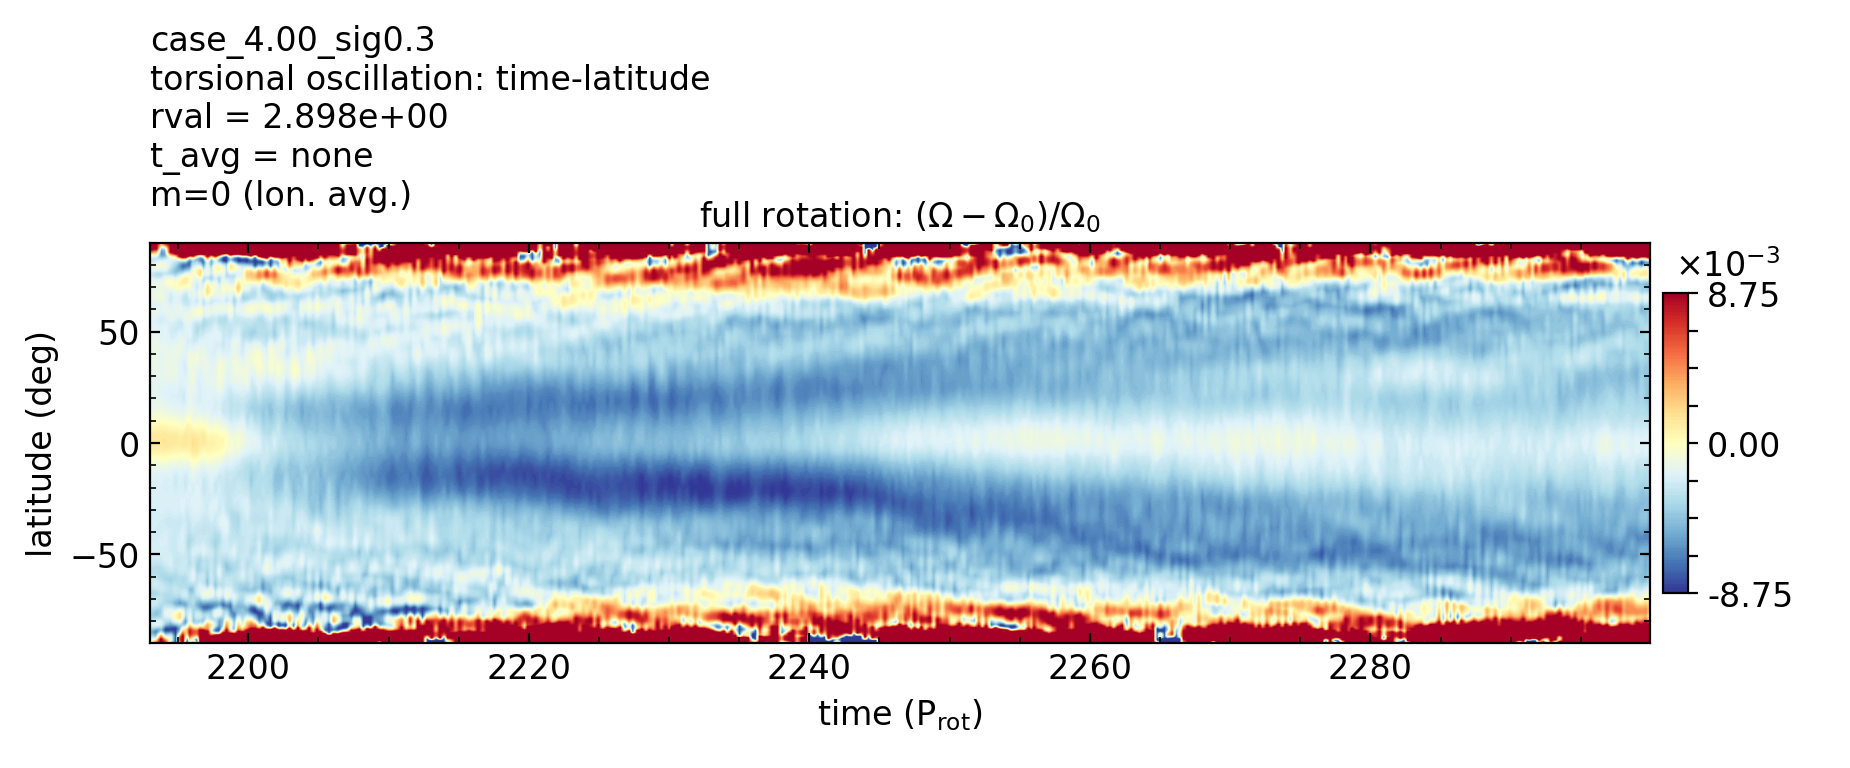 case_4.00_sig0.3
torsional oscillation: time-latitude
rval = 2.898e+00
t_avg = none
m=0 (lon. avg.)
full rotation: (Ω − Ω₀)/Ω₀
×10⁻³
8.75
0.00
-8.75
latitude (deg)
50
0
−50
2200 2220 2240 2260 2280
time (P_rot)